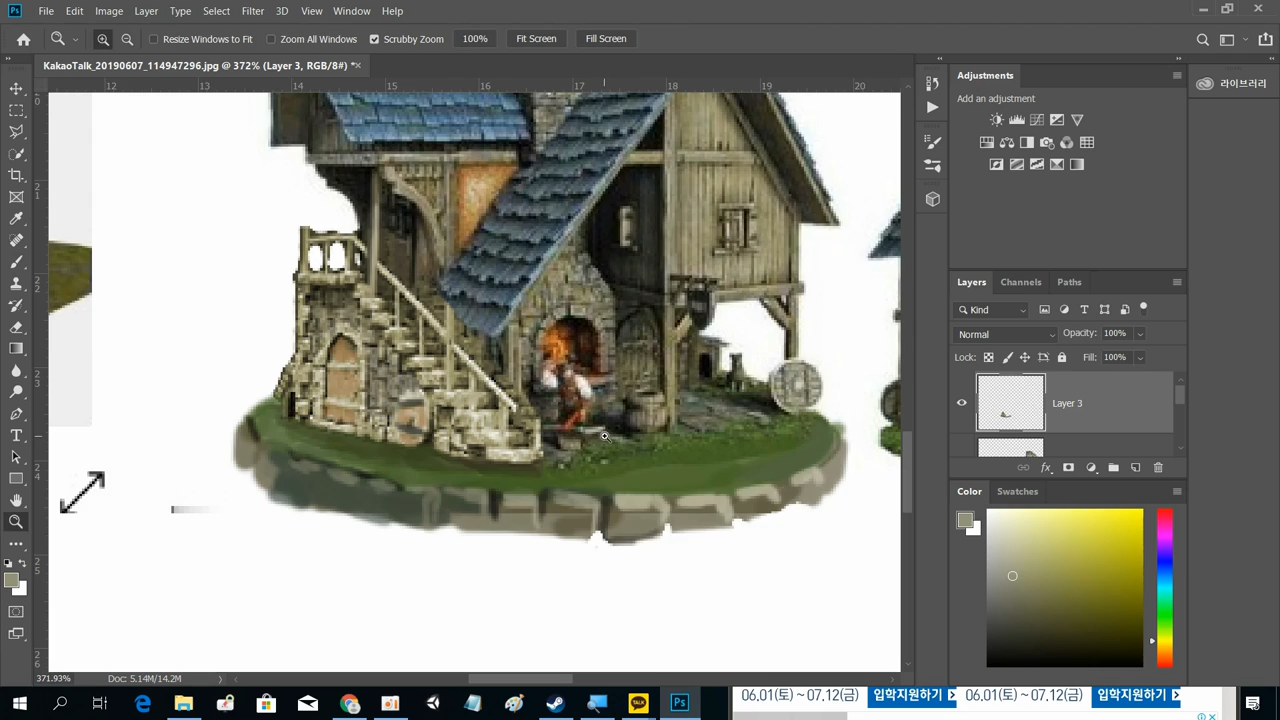 Ps File Edit Image Layer Type Select Filter 3D View Window Help
Resize Windows to Fit Zoom All Windows Scrubby Zoom 100% Fit Screen Fill Screen
KakaoTalk_20190607_114947296.jpg @ 372% (Layer 3, RGB/8#) *
12 13 14 15 16 17 18 19 20
Adjustments
라이브러리
Add an adjustment
Layers Channels Paths
Kind
Normal Opacity: 100%
Lock: Fill: 100%
Layer 3
fx
Color Swatches
371.93% Doc: 5.14M/14.2M
06.01(토) ~ 07.12(금) 입학지원하기 06.01(토) ~ 07.12(금) 입학지원하기
TALK Ps